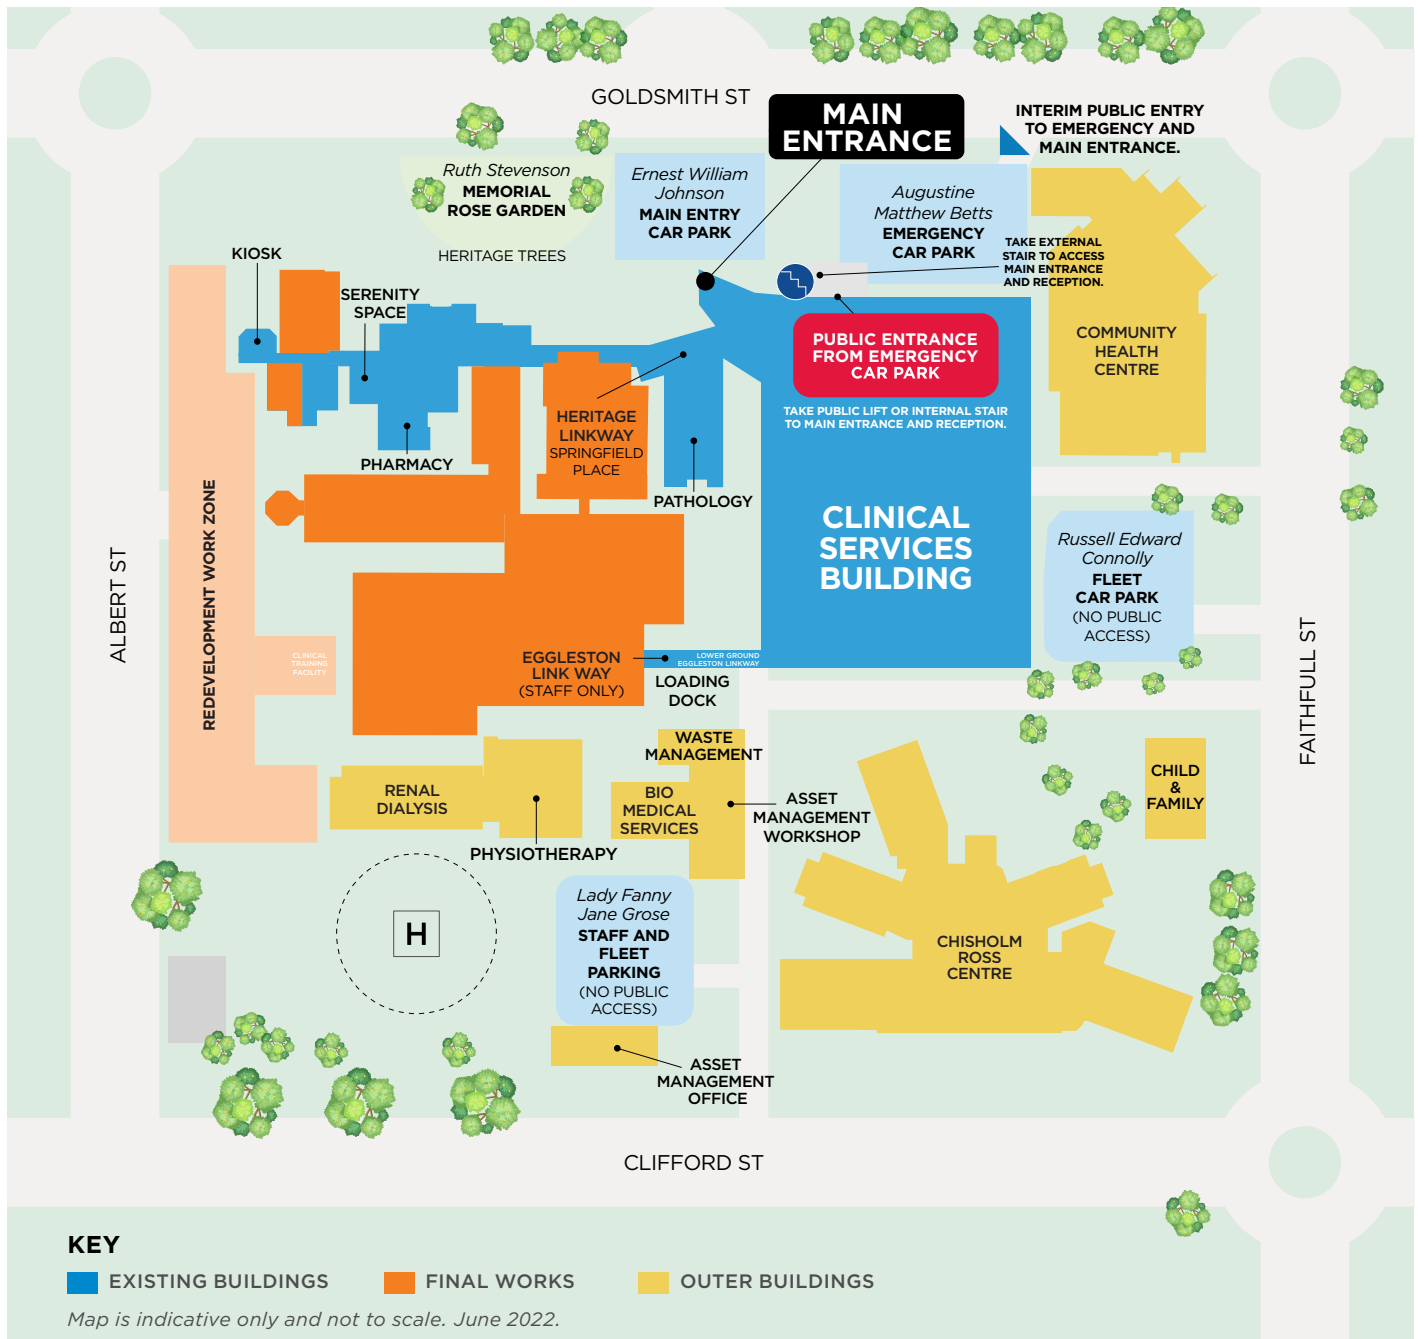 GOLDSMITH ST
MAIN
ENTRANCE
INTERIM PUBLIC ENTRY
TO EMERGENCY AND
MAIN ENTRANCE.
Ruth Stevenson
MEMORIAL
ROSE GARDEN
HERITAGE TREES
Ernest William
Johnson
MAIN ENTRY
CAR PARK
Augustine
Matthew Betts
EMERGENCY
CAR PARK
TAKE EXTERNAL
STAIR TO ACCESS
MAIN ENTRANCE
AND RECEPTION.
KIOSK
SERENITY
SPACE
PUBLIC ENTRANCE
FROM EMERGENCY
CAR PARK
TAKE PUBLIC LIFT OR INTERNAL STAIR
TO MAIN ENTRANCE AND RECEPTION.
COMMUNITY
HEALTH
CENTRE
HERITAGE
LINKWAY
SPRINGFIELD
PLACE
PHARMACY
PATHOLOGY
CLINICAL
SERVICES
BUILDING
REDEVELOPMENT WORK ZONE
ALBERT ST
Russell Edward
Connolly
FLEET
CAR PARK
(NO PUBLIC
ACCESS)
FAITHFULL ST
CLINICAL
TRAINING
FACILITY
EGGLESTON
LINK WAY
(STAFF ONLY)
LOWER GROUND
EGGLESTON LINKWAY
LOADING
DOCK
WASTE
MANAGEMENT
RENAL
DIALYSIS
BIO
MEDICAL
SERVICES
ASSET
MANAGEMENT
WORKSHOP
CHILD
&
FAMILY
PHYSIOTHERAPY
H
Lady Fanny
Jane Grose
STAFF AND
FLEET
PARKING
(NO PUBLIC
ACCESS)
CHISHOLM
ROSS
CENTRE
ASSET
MANAGEMENT
OFFICE
CLIFFORD ST
KEY
EXISTING BUILDINGS
FINAL WORKS
OUTER BUILDINGS
Map is indicative only and not to scale. June 2022.